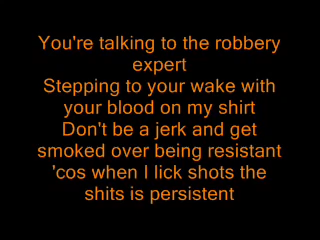 You're talking to the robbery
expert
Stepping to your wake with
your blood on my shirt
Don't be a jerk and get
smoked over being resistant
'cos when I lick shots the
shits is persistent